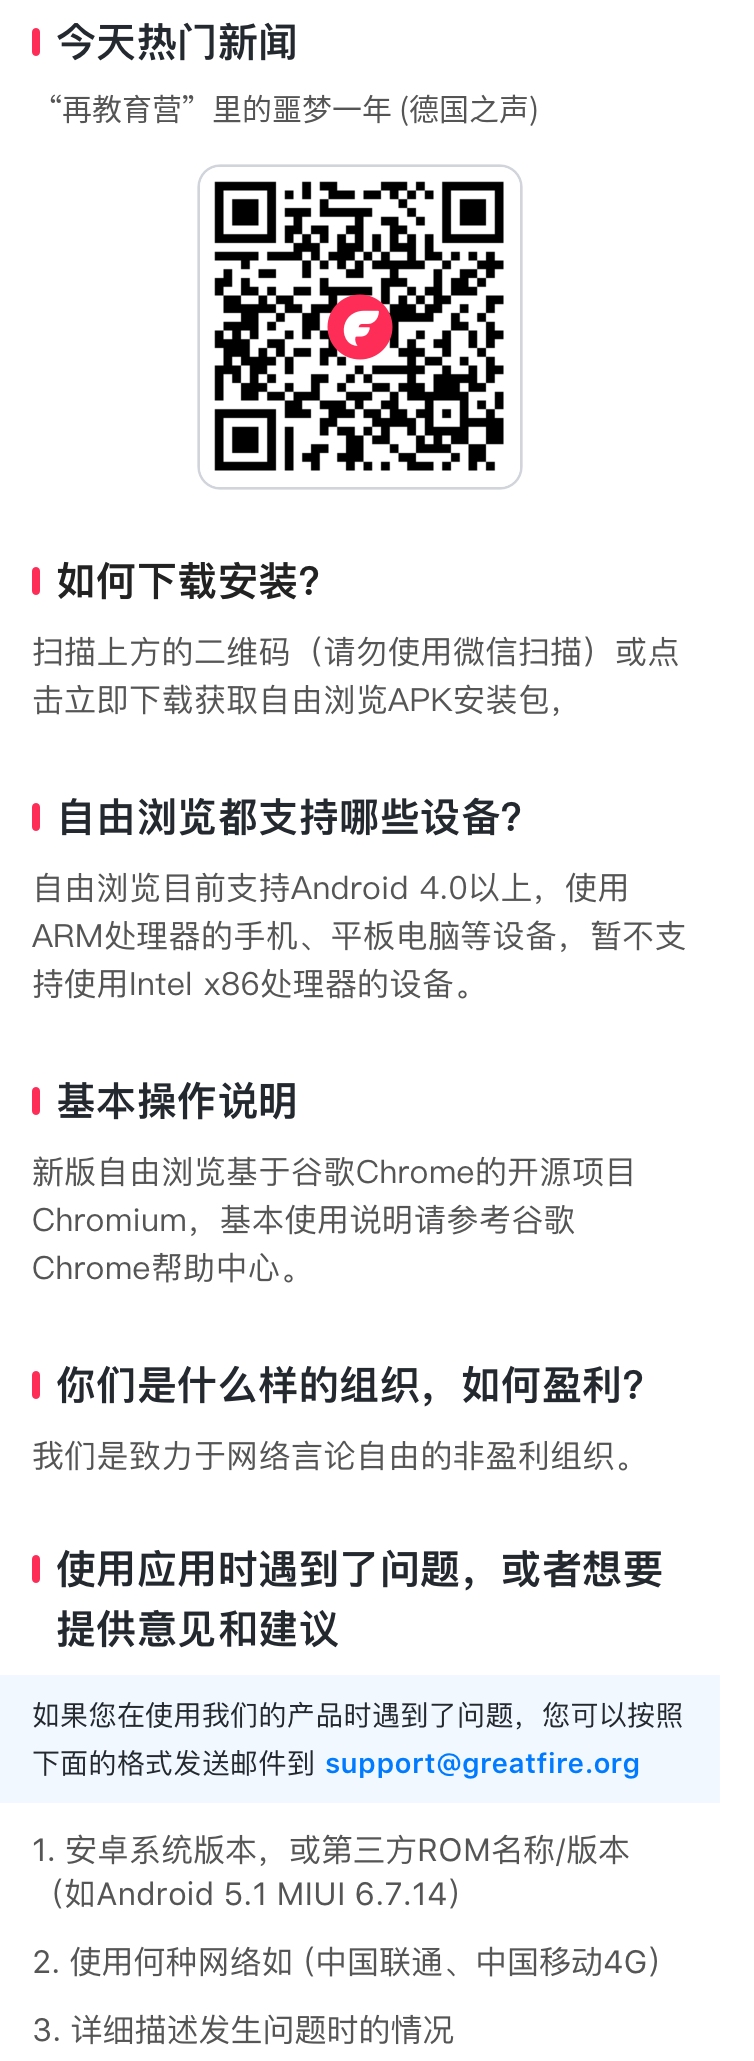 今天热门新闻
“再教育营”里的噩梦一年 (德国之声)
如何下载安装?
扫描上方的二维码（请勿使用微信扫描）或点
击立即下载获取自由浏览APK安装包，
自由浏览都支持哪些设备?
自由浏览目前支持Android 4.0以上，使用
ARM处理器的手机、平板电脑等设备，暂不支
持使用Intel x86处理器的设备。
基本操作说明
新版自由浏览基于谷歌Chrome的开源项目
Chromium，基本使用说明请参考谷歌
Chrome帮助中心。
你们是什么样的组织，如何盈利?
我们是致力于网络言论自由的非盈利组织。
使用应用时遇到了问题，或者想要
提供意见和建议
如果您在使用我们的产品时遇到了问题，您可以按照
下面的格式发送邮件到 support@greatfire.org
1. 安卓系统版本，或第三方ROM名称/版本
（如Android 5.1 MIUI 6.7.14）
2. 使用何种网络如 (中国联通、中国移动4G）
3. 详细描述发生问题时的情况